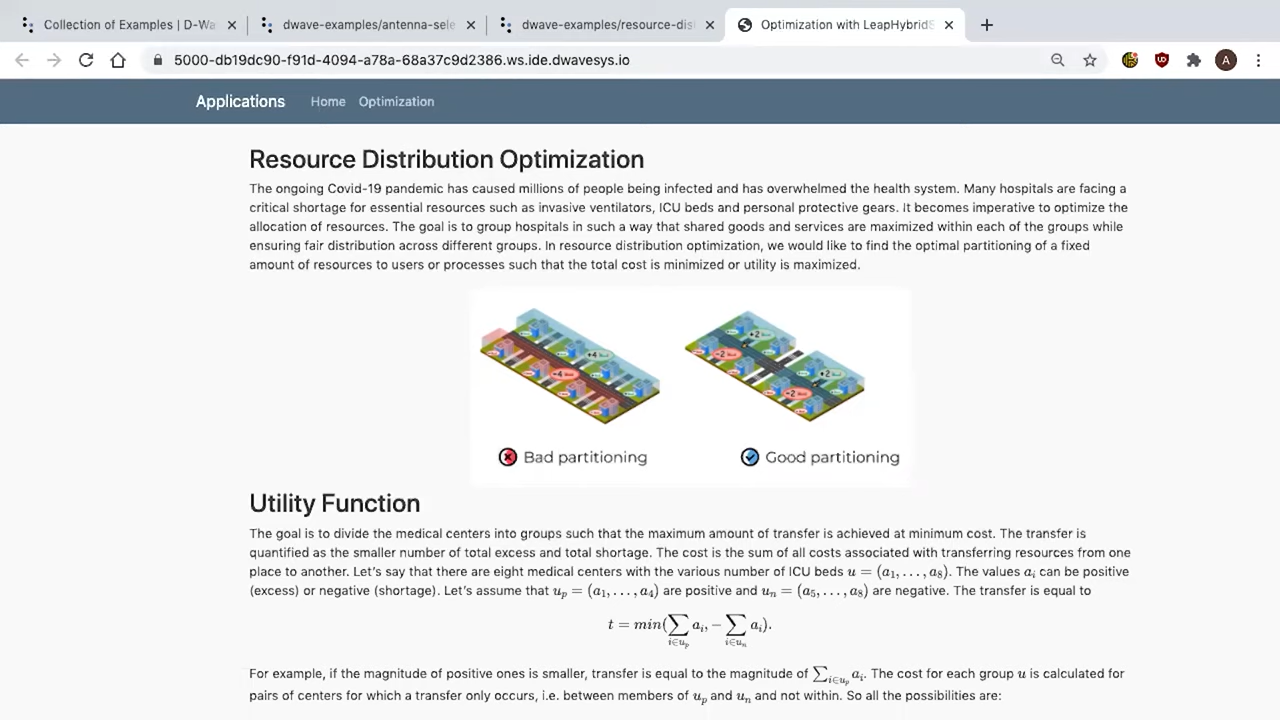 Collection of Examples | D-Wa
dwave-examples/antenna-sele
dwave-examples/resource-dis
Optimization with LeapHybridS
5000-db19dc90-f91d-4094-a78a-68a37c9d2386.ws.ide.dwavesys.io
A
Applications
Home
Optimization
Resource Distribution Optimization
The ongoing Covid-19 pandemic has caused millions of people being infected and has overwhelmed the health system. Many hospitals are facing a
critical shortage for essential resources such as invasive ventilators, ICU beds and personal protective gears. It becomes imperative to optimize the
allocation of resources. The goal is to group hospitals in such a way that shared goods and services are maximized within each of the groups while
ensuring fair distribution across different groups. In resource distribution optimization, we would like to find the optimal partitioning of a fixed
amount of resources to users or processes such that the total cost is minimized or utility is maximized.
+4
-4
+2
-2
+2
-2
Bad partitioning
Good partitioning
Utility Function
The goal is to divide the medical centers into groups such that the maximum amount of transfer is achieved at minimum cost. The transfer is
quantified as the smaller number of total excess and total shortage. The cost is the sum of all costs associated with transferring resources from one
place to another. Let's say that there are eight medical centers with the various number of ICU beds u = (a₁, . . . , a₈). The values aᵢ can be positive
(excess) or negative (shortage). Let's assume that uₚ = (a₁, . . . , a₄) are positive and uₙ = (a₅, . . . , a₈) are negative. The transfer is equal to
t = min(∑_{i∈uₚ} aᵢ, − ∑_{i∈uₙ} aᵢ).
For example, if the magnitude of positive ones is smaller, transfer is equal to the magnitude of ∑_{i∈uₚ} aᵢ. The cost for each group u is calculated for
pairs of centers for which a transfer only occurs, i.e. between members of uₚ and uₙ and not within. So all the possibilities are: